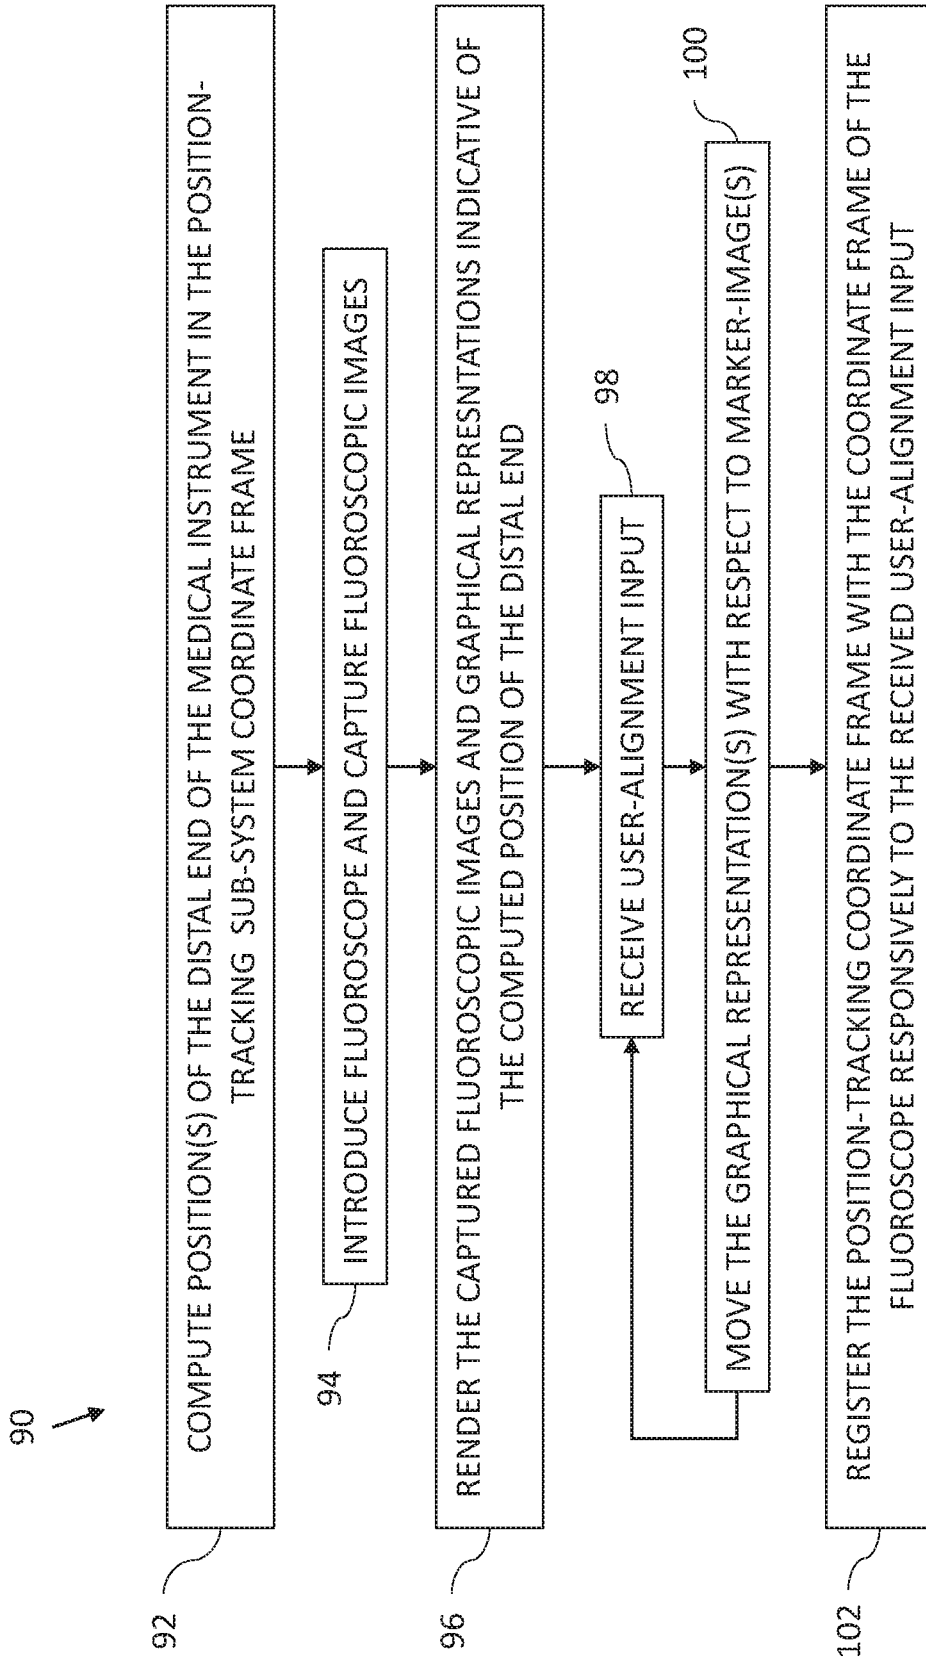 90
92
COMPUTE POSITION(S) OF THE DISTAL END OF THE MEDICAL INSTRUMENT IN THE POSITION-
TRACKING SUB-SYSTEM COORDINATE FRAME
94
INTRODUCE FLUOROSCOPE AND CAPTURE FLUOROSCOPIC IMAGES
96
RENDER THE CAPTURED FLUOROSCOPIC IMAGES AND GRAPHICAL REPRESNTATIONS INDICATIVE OF
THE COMPUTED POSITION OF THE DISTAL END
98
RECEIVE USER-ALIGNMENT INPUT
100
MOVE THE GRAPHICAL REPRESENTATION(S) WITH RESPECT TO MARKER-IMAGE(S)
102
REGISTER THE POSITION-TRACKING COORDINATE FRAME WITH THE COORDINATE FRAME OF THE
FLUOROSCOPE RESPONSIVELY TO THE RECEIVED USER-ALIGNMENT INPUT